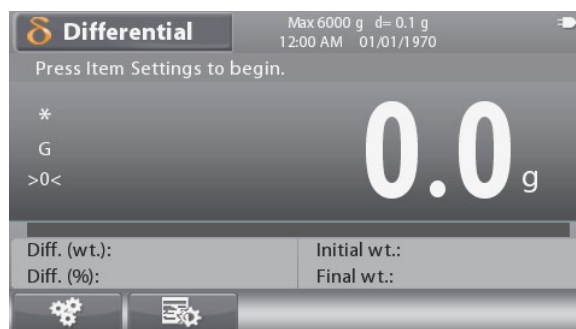 δ Differential
Max 6000 g d= 0.1 g
12:00 AM 01/01/1970
Press Item Settings to begin.
*
G
>0<
0.0 g
Diff. (wt.):
Initial wt.:
Diff. (%):
Final wt.: